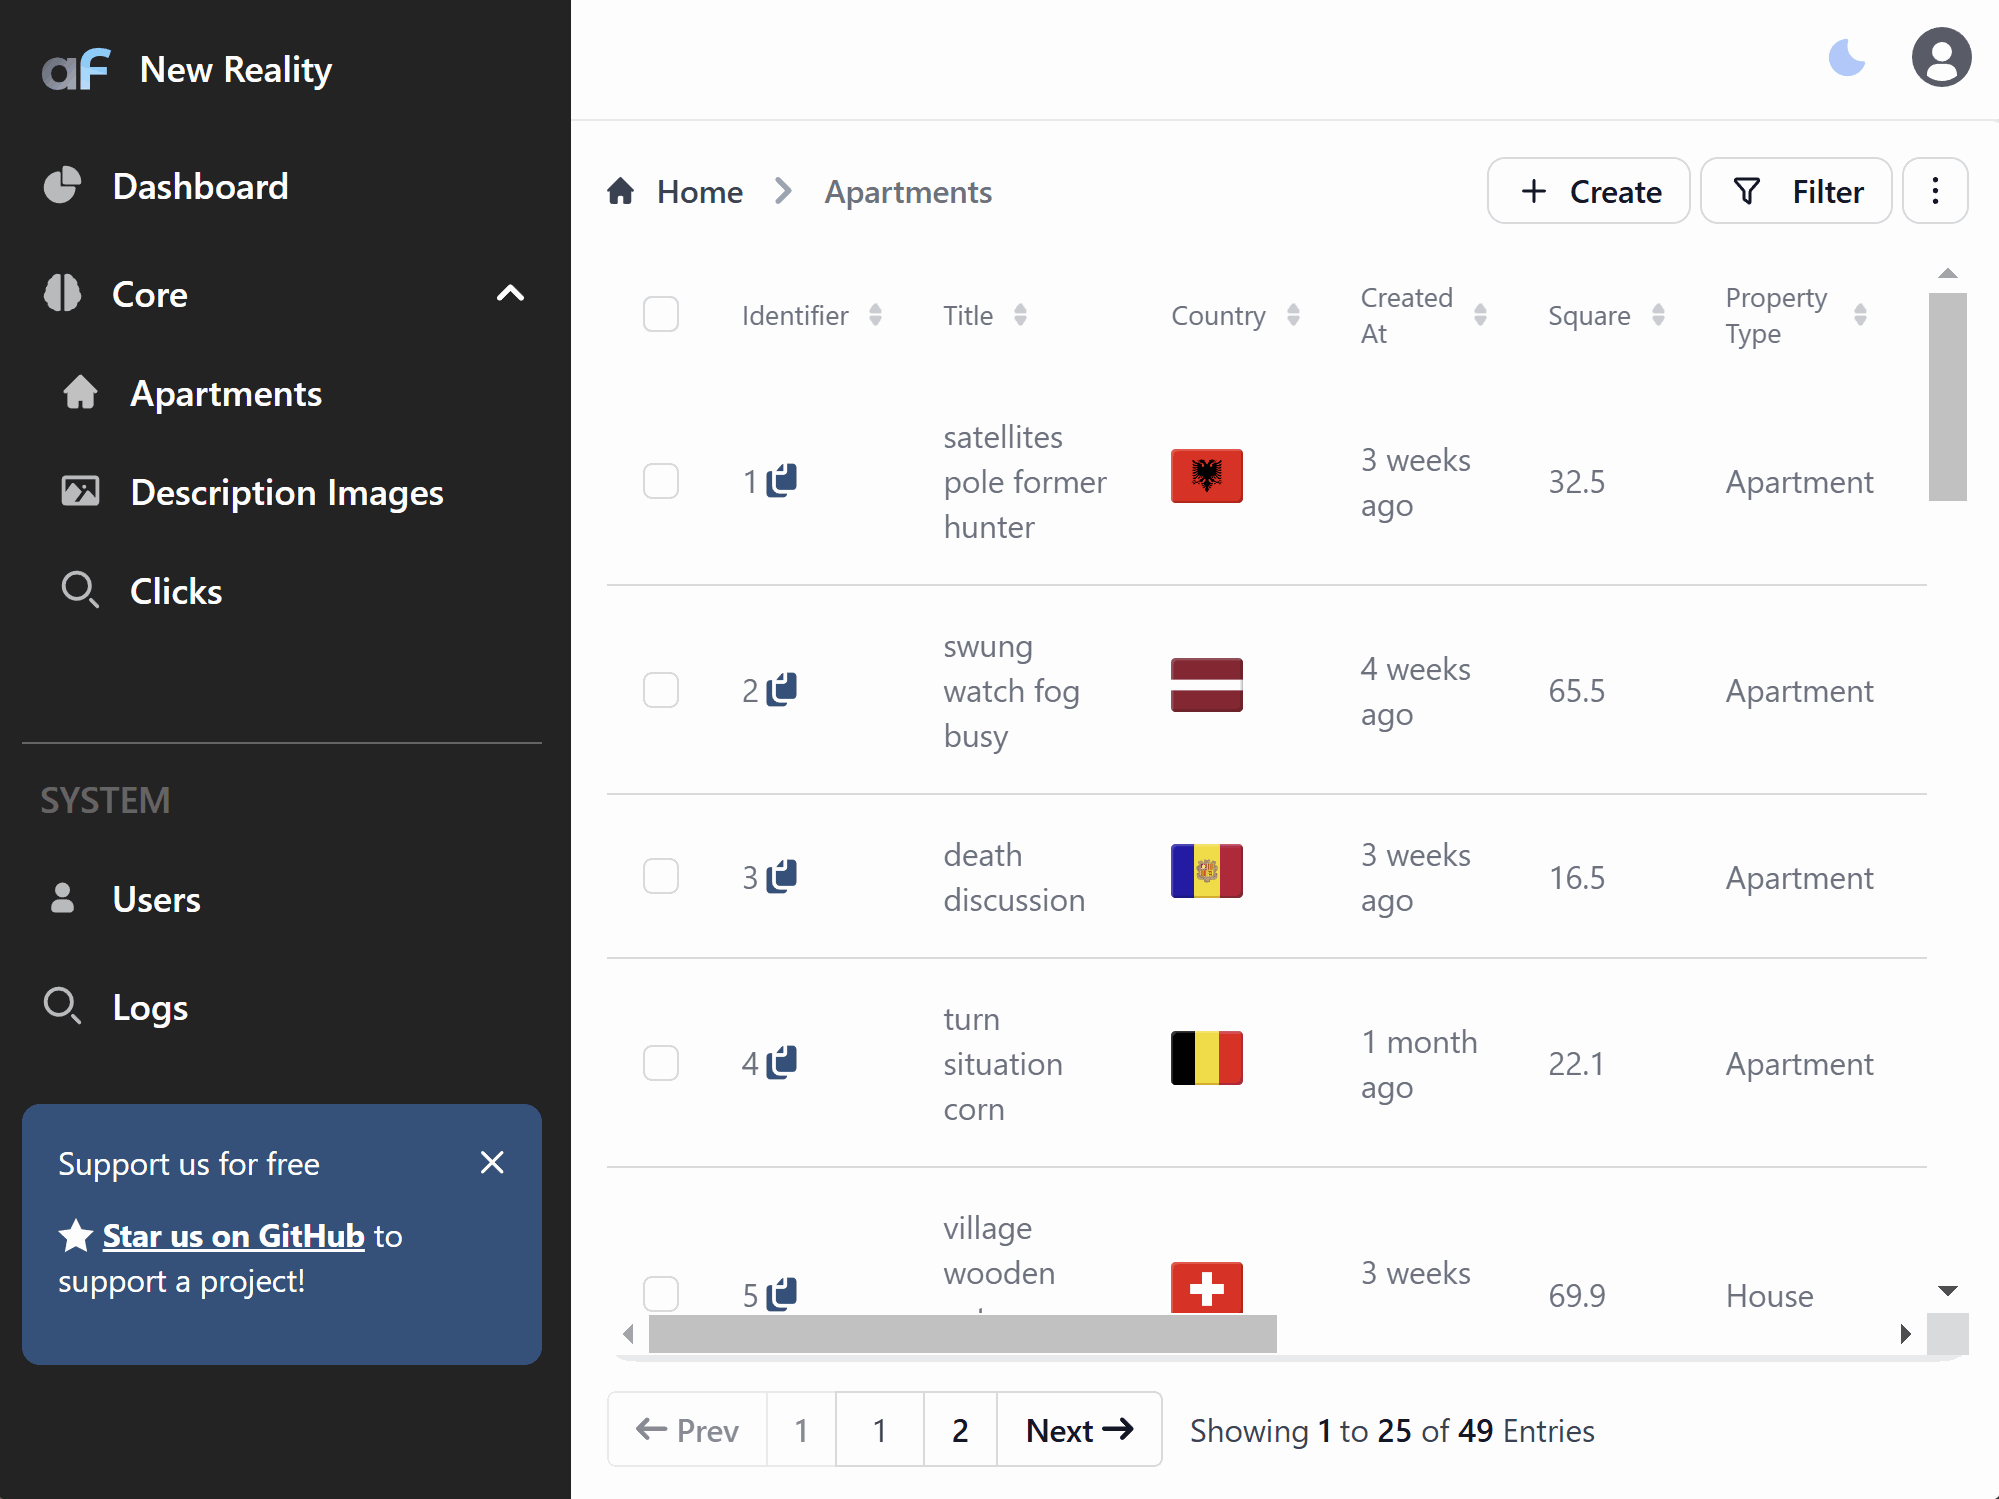 aF New Reality
Dashboard
Core
Apartments
Description Images
Clicks
SYSTEM
Users
Logs
Support us for free
Star us on GitHub to
support a project!
Home
Apartments
Create
Filter
Identifier
Title
Country
Created
At
Square
Property
Type
1
satellites
pole former
hunter
3 weeks
ago
32.5
Apartment
2
swung
watch fog
busy
4 weeks
ago
65.5
Apartment
3
death
discussion
3 weeks
ago
16.5
Apartment
4
turn
situation
corn
1 month
ago
22.1
Apartment
5
village
wooden
3 weeks
69.9
House
Prev
1
1
2
Next
Showing 1 to 25 of 49 Entries